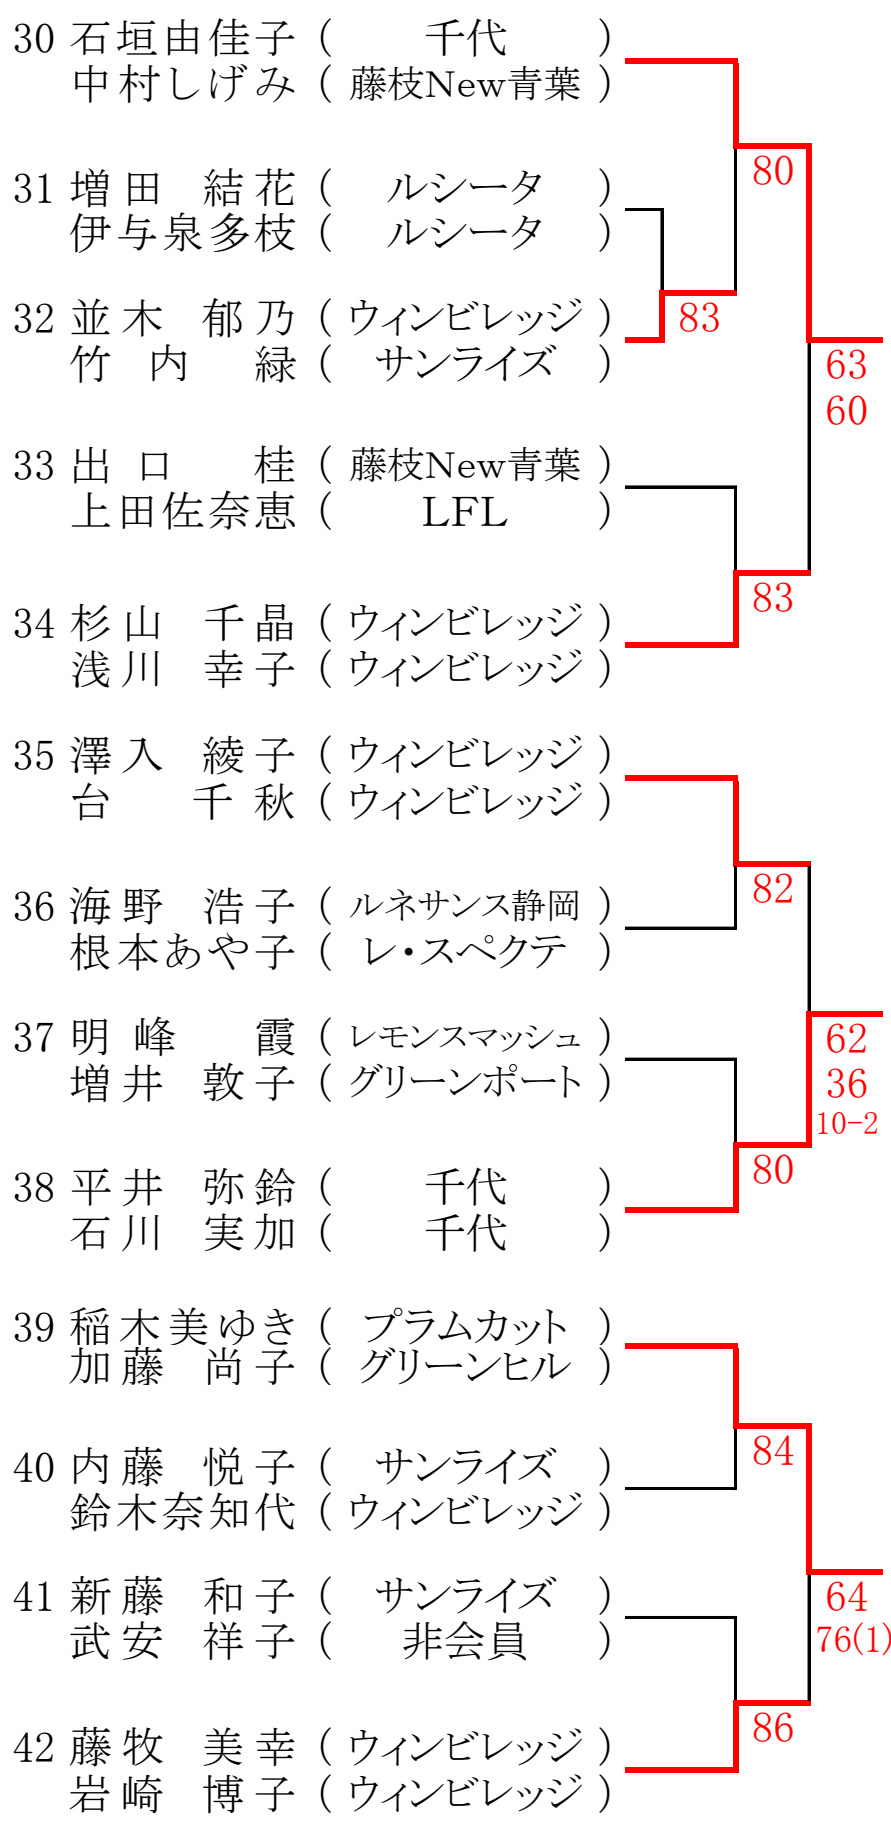 30 石垣由佳子 ( 千代 )
中村しげみ ( 藤枝New青葉 )
80
31 増田 結花 ( ルシータ )
伊与泉多枝 ( ルシータ )
32 並木 郁乃 ( ウィンビレッジ )
83
竹内 緑 ( サンライズ )
63
60
33 出口 桂 ( 藤枝New青葉 )
上田佐奈恵 ( LFL )
83
34 杉山 千晶 ( ウィンビレッジ )
浅川 幸子 ( ウィンビレッジ )
35 澤入 綾子 ( ウィンビレッジ )
台 千秋 ( ウィンビレッジ )
82
36 海野 浩子 ( ルネサンス静岡 )
根本あや子 ( レ・スペクテ )
37 明峰 霞 ( レモンスマッシュ )
増井 敦子 ( グリーンポート )
62
36
10-2
80
38 平井 弥鈴 ( 千代 )
石川 実加 ( 千代 )
39 稲木美ゆき ( プラムカット )
加藤 尚子 ( グリーンヒル )
84
40 内藤 悦子 ( サンライズ )
鈴木奈知代 ( ウィンビレッジ )
41 新藤 和子 ( サンライズ )
武安 祥子 ( 非会員 )
64
76(1)
86
42 藤牧 美幸 ( ウィンビレッジ )
岩崎 博子 ( ウィンビレッジ )